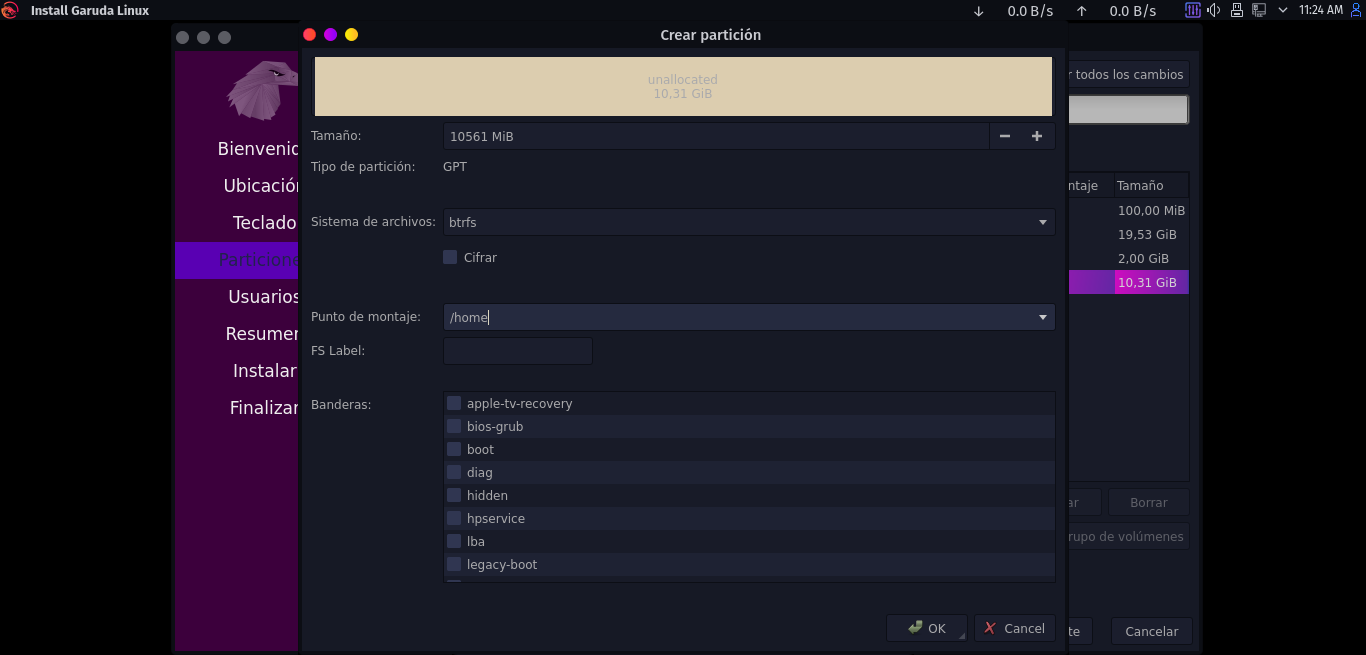 Install Garuda Linux
0.0 B/s
0.0 B/s
11:24 AM
Crear partición
unallocated
10,31 GiB
Tamaño:
10561 MiB
Tipo de partición:
GPT
Sistema de archivos:
btrfs
Cifrar
Punto de montaje:
/home
FS Label:
Banderas:
apple-tv-recovery
bios-grub
boot
diag
hidden
hpservice
lba
legacy-boot
OK
Cancel
Bienvenid
Ubicación
Teclado
Particione
Usuarios
Resumen
Instalar
Finalizar
r todos los cambios
ntaje
Tamaño
100,00 MiB
19,53 GiB
2,00 GiB
10,31 GiB
ar
Borrar
rupo de volúmenes
te
Cancelar